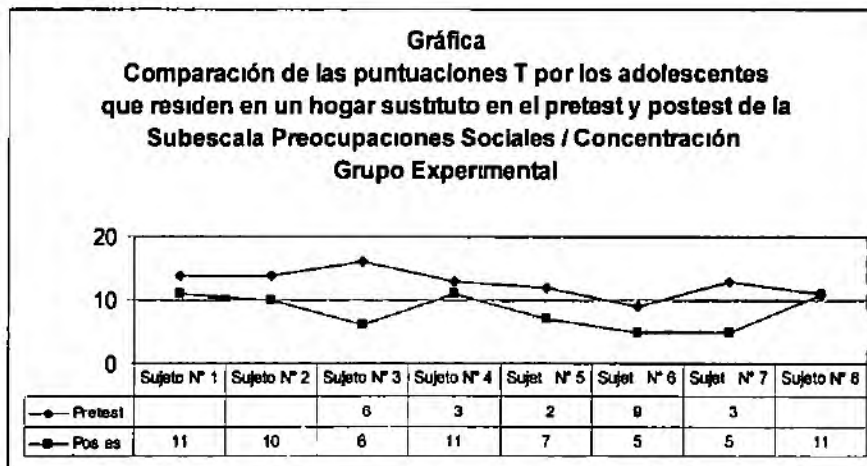 Gráfica
Comparación de las puntuaciones T por los adolescentes
que residen en un hogar sustituto en el pretest y postest de la
Subescala Preocupaciones Sociales / Concentración
Grupo Experimental
20
10
0
Sujeto N° 1 Sujeto N° 2 Sujeto N° 3 Sujeto N° 4 Sujet N° 5 Sujet N° 6 Sujet N° 7 Sujeto N° 8
Pretest 6 3 2 9 3
Pos es 11 10 6 11 7 5 5 11